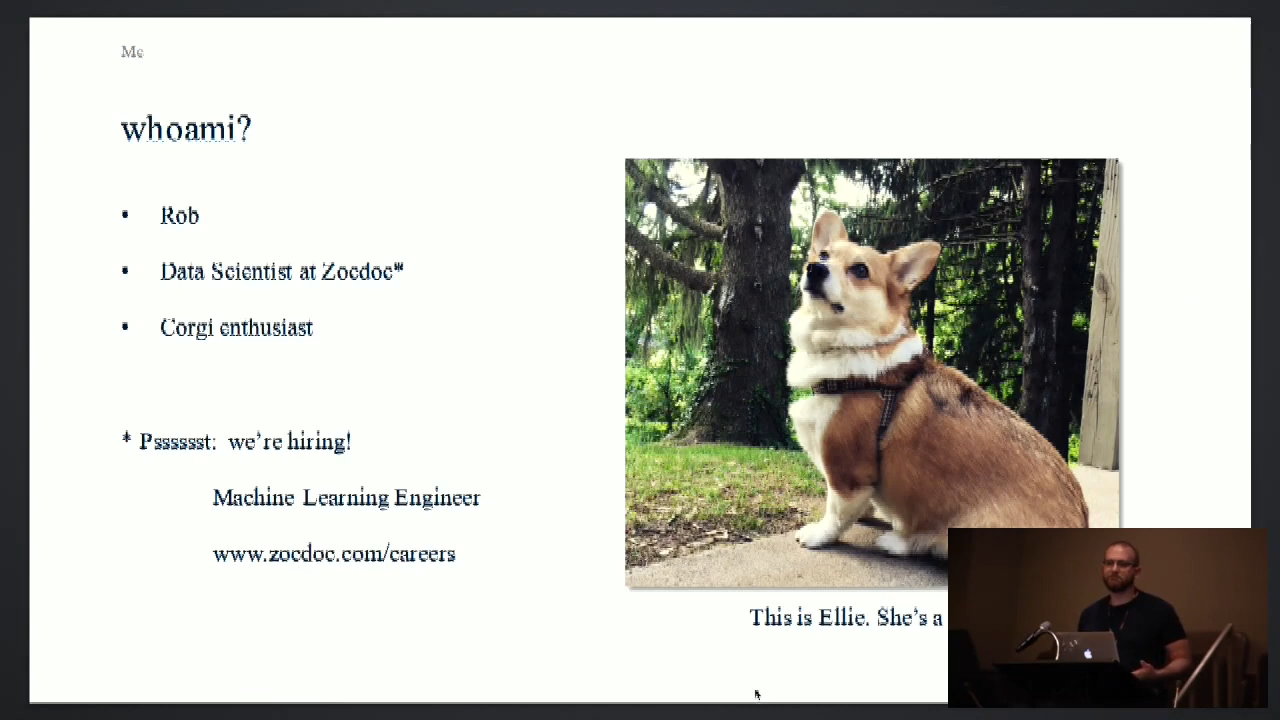 Me
whoami?
• Rob
• Data Scientist at Zocdoc*
• Corgi enthusiast
* Psssssst: we're hiring!
Machine Learning Engineer
www.zocdoc.com/careers
This is Ellie. She's a